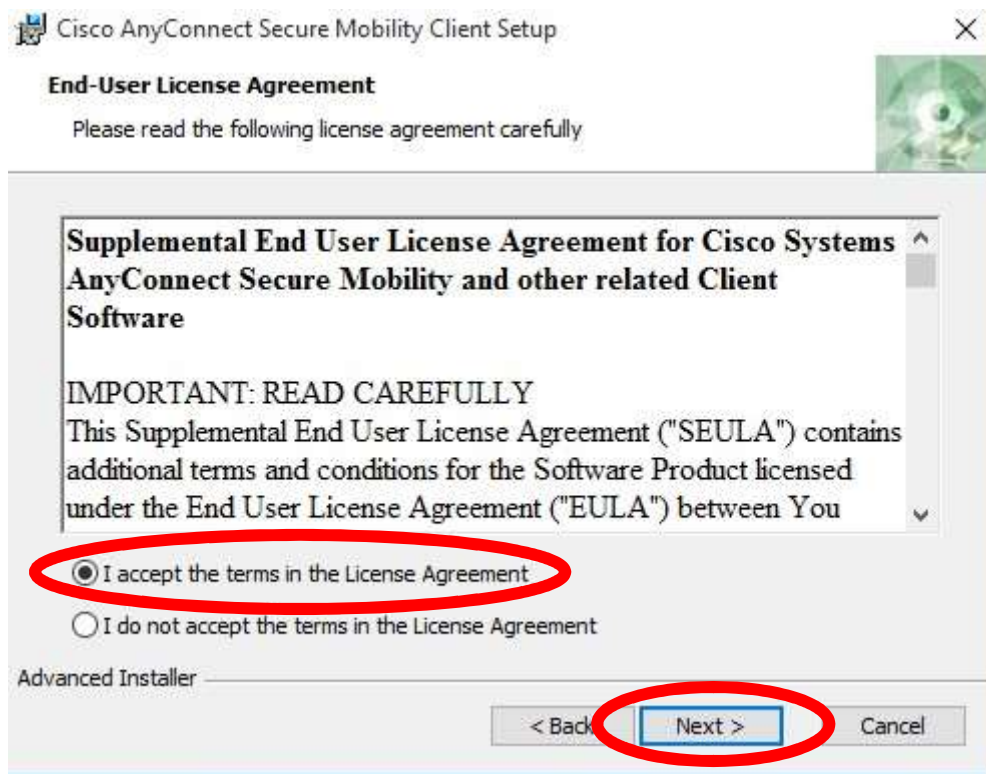 Cisco AnyConnect Secure Mobility Client Setup
End-User License Agreement
Please read the following license agreement carefully
Supplemental End User License Agreement for Cisco Systems
AnyConnect Secure Mobility and other related Client
Software
IMPORTANT: READ CAREFULLY
This Supplemental End User License Agreement ("SEULA") contains
additional terms and conditions for the Software Product licensed
under the End User License Agreement ("EULA") between You
I accept the terms in the License Agreement
I do not accept the terms in the License Agreement
Advanced Installer
< Back Next > Cancel